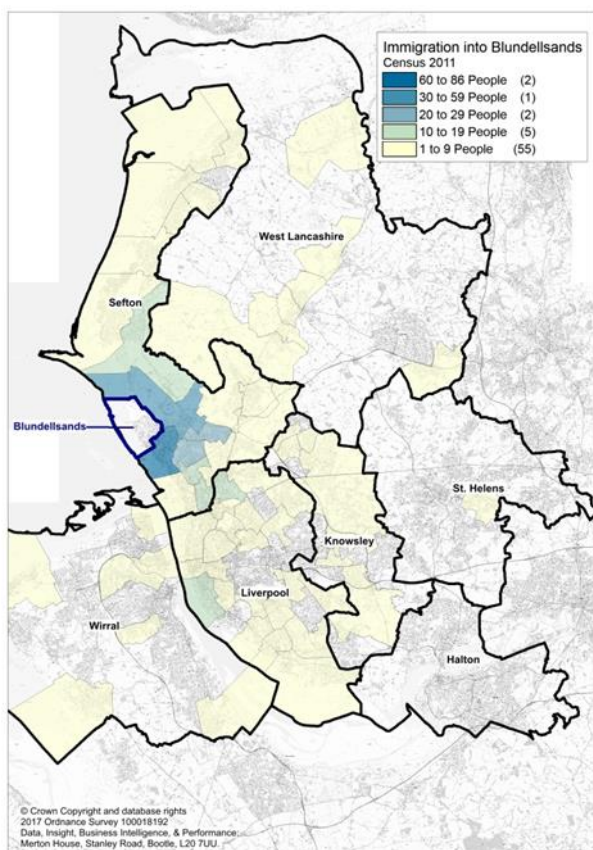 Immigration into Blundellsands
Census 2011
60 to 86 People (2)
30 to 59 People (1)
20 to 29 People (2)
10 to 19 People (5)
1 to 9 People (55)
West Lancashire
Sefton
Blundellsands
St. Helens
Knowsley
Liverpool
Wirral
Halton
© Crown Copyright and database rights
2017 Ordnance Survey 100018192
Data, Insight, Business Intelligence, & Performance,
Merton House, Stanley Road, Bootle, L20 7UU.